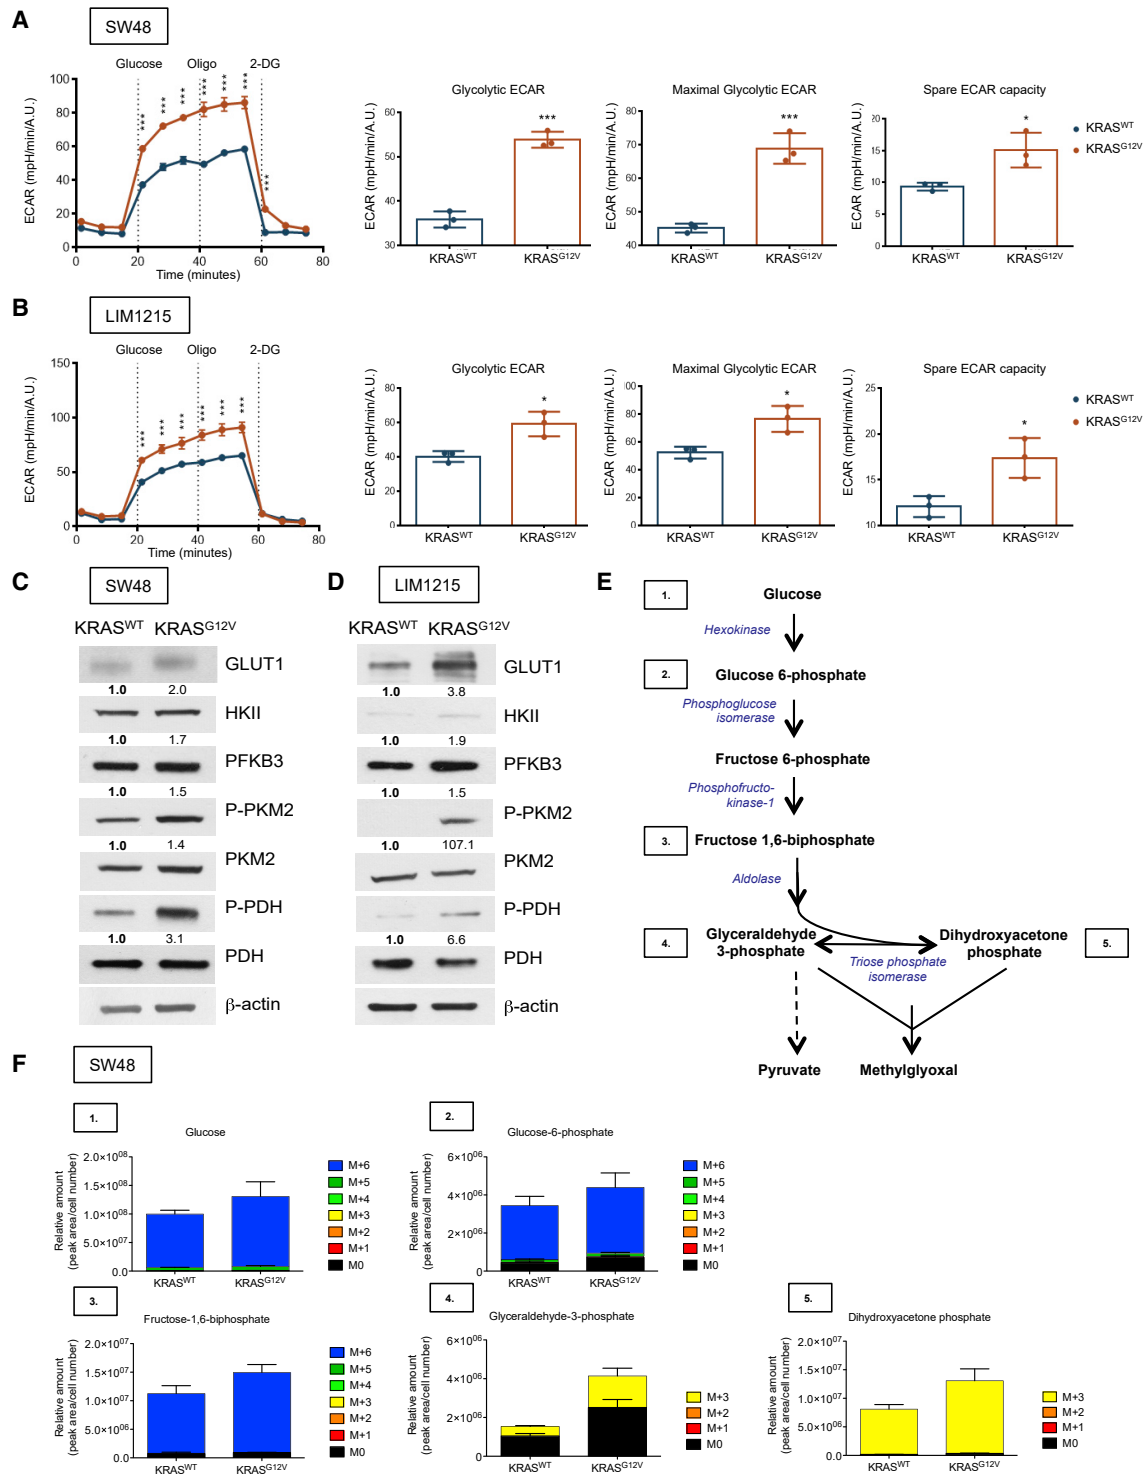 A
SW48
Glucose Oligo 2-DG
ECAR (mpH/min/A.U.)
100
80
60
40
20
0
*** *** *** *** *** *** ***
0 20 40 60 80
Time (minutes)
Glycolytic ECAR
ECAR (mpH/min/A.U.)
60
50
40
30
***
KRASWT KRASG12V
Maximal Glycolytic ECAR
ECAR (mpH/min/A.U.)
80
70
60
50
40
***
KRASWT KRASG12V
Spare ECAR capacity
ECAR (mpH/min/A.U.)
20
15
10
5
0
*
KRASWT KRASG12V
KRASWT
KRASG12V
B
LIM1215
Glucose Oligo 2-DG
ECAR (mpH/min/A.U.)
150
100
50
0
*** *** *** *** *** ***
0 20 40 60 80
Time (minutes)
Glycolytic ECAR
ECAR (mpH/min/A.U.)
80
60
40
20
0
*
KRASWT KRASG12V
Maximal Glycolytic ECAR
ECAR (mpH/min/A.U.)
100
80
60
40
20
0
*
KRASWT KRASG12V
Spare ECAR capacity
ECAR (mpH/min/A.U.)
25
20
15
10
*
KRASWT KRASG12V
KRASWT
KRASG12V
C
SW48
KRASWT KRASG12V
GLUT1
1.0 2.0
HKII
1.0 1.7
PFKB3
1.0 1.5
P-PKM2
1.0 1.4
PKM2
P-PDH
1.0 3.1
PDH
β-actin
D
LIM1215
KRASWT KRASG12V
GLUT1
1.0 3.8
HKII
1.0 1.9
PFKB3
1.0 1.5
P-PKM2
1.0 107.1
PKM2
P-PDH
1.0 6.6
PDH
β-actin
E
1. Glucose
Hexokinase
2. Glucose 6-phosphate
Phosphoglucose
isomerase
Fructose 6-phosphate
Phosphofructo-
kinase-1
3. Fructose 1,6-biphosphate
Aldolase
4. Glyceraldehyde
3-phosphate
Dihydroxyacetone
phosphate
5.
Triose phosphate
isomerase
Pyruvate Methylglyoxal
F
SW48
1.
Glucose
Relative amount
(peak area/cell number)
2.0×10⁰⁸
1.5×10⁰⁸
1.0×10⁰⁸
5.0×10⁰⁷
0.0
KRASWT KRASG12V
M+6
M+5
M+4
M+3
M+2
M+1
M0
2.
Glucose-6-phosphate
Relative amount
(peak area/cell number)
6×10⁰⁶
4×10⁰⁶
2×10⁰⁶
0
KRASWT KRASG12V
M+6
M+5
M+4
M+3
M+2
M+1
M0
3.
Fructose-1,6-biphosphate
Relative amount
(peak area/cell number)
2.0×10⁰⁷
1.5×10⁰⁷
1.0×10⁰⁷
5.0×10⁰⁶
0.0
KRASWT KRASG12V
M+6
M+5
M+4
M+3
M+2
M+1
M0
4.
Glyceraldehyde-3-phosphate
Relative amount
(peak area/cell number)
6×10⁰⁶
4×10⁰⁶
2×10⁰⁶
0
KRASWT KRASG12V
M+3
M+2
M+1
M0
5.
Dihydroxyacetone phosphate
Relative amount
(peak area/cell number)
2.0×10⁰⁷
1.5×10⁰⁷
1.0×10⁰⁷
5.0×10⁰⁶
0.0
KRASWT KRASG12V
M+3
M+2
M+1
M0